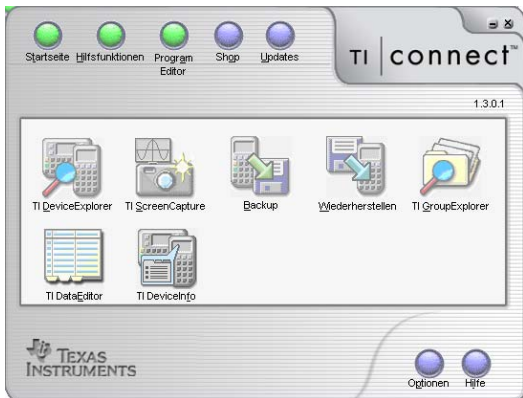 Startseite Hilfsfunktionen Program Editor Shop Updates
TI connect™
1.3.0.1
TI DeviceExplorer TI ScreenCapture Backup Wiederherstellen TI GroupExplorer
TI DataEditor TI DeviceInfo
TEXAS
INSTRUMENTS
Optionen Hilfe